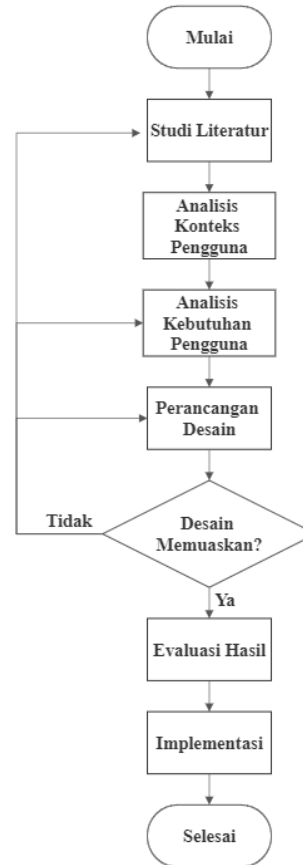 Mulai
Studi Literatur
Analisis
Konteks
Pengguna
Analisis
Kebutuhan
Pengguna
Perancangan
Desain
Tidak
Desain
Memuaskan?
Ya
Evaluasi Hasil
Implementasi
Selesai